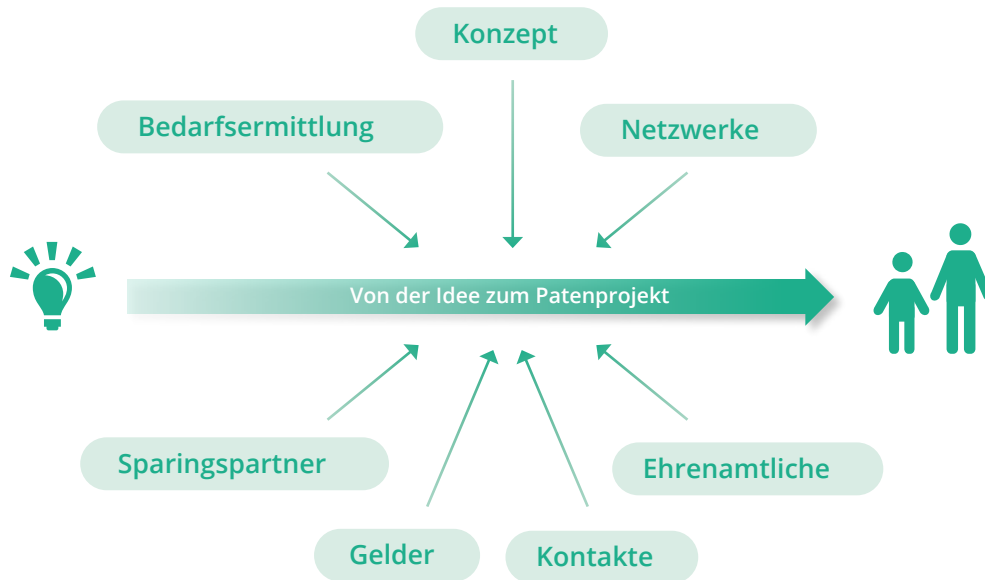 Konzept
Bedarfsermittlung
Netzwerke
Von der Idee zum Patenprojekt
Sparingspartner
Ehrenamtliche
Gelder
Kontakte